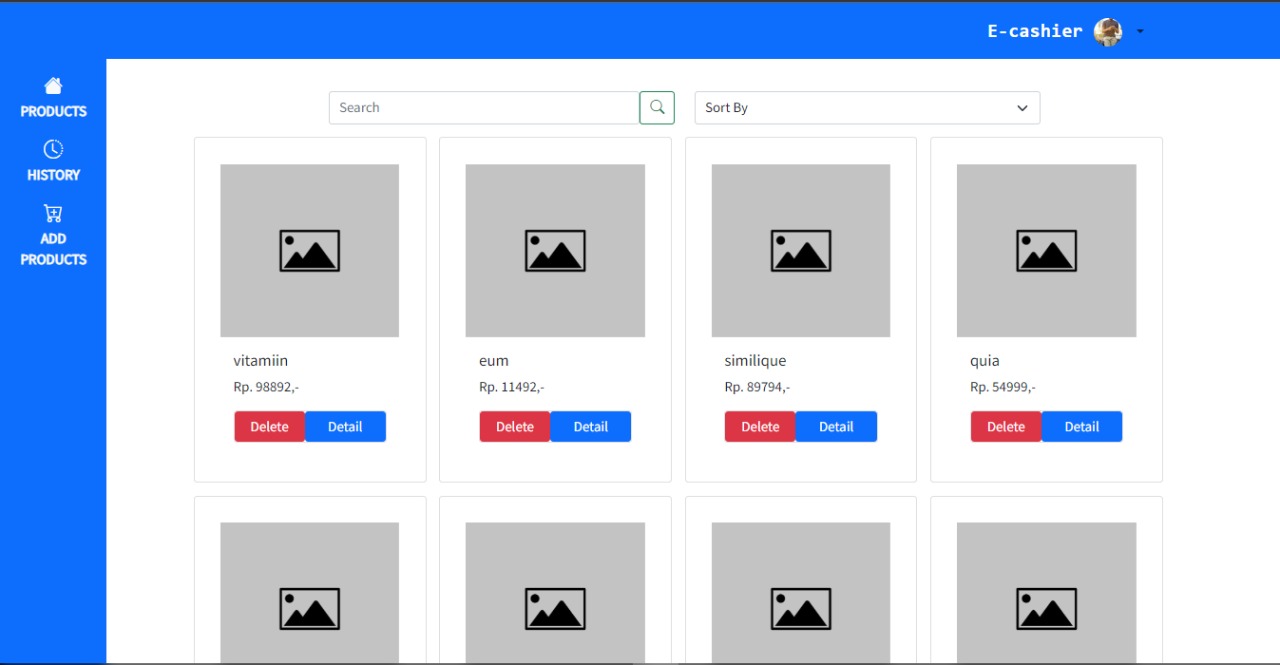 E-cashier
PRODUCTS
HISTORY
ADD
PRODUCTS
Search
Sort By
vitamiin
Rp. 98892,-
Delete
Detail
eum
Rp. 11492,-
Delete
Detail
similique
Rp. 89794,-
Delete
Detail
quia
Rp. 54999,-
Delete
Detail